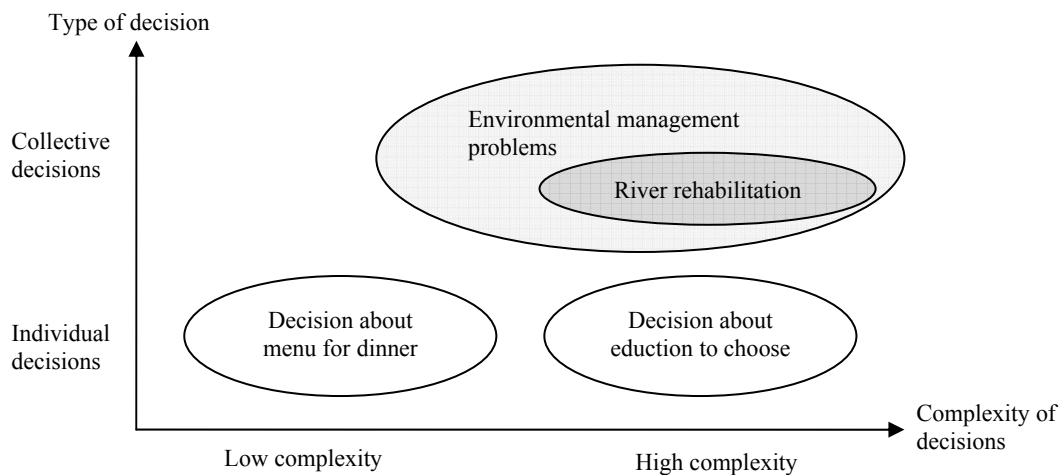 Type of decision
Collective
decisions
Environmental management
problems
River rehabilitation
Individual
decisions
Decision about
menu for dinner
Decision about
eduction to choose
Complexity of
decisions
Low complexity
High complexity